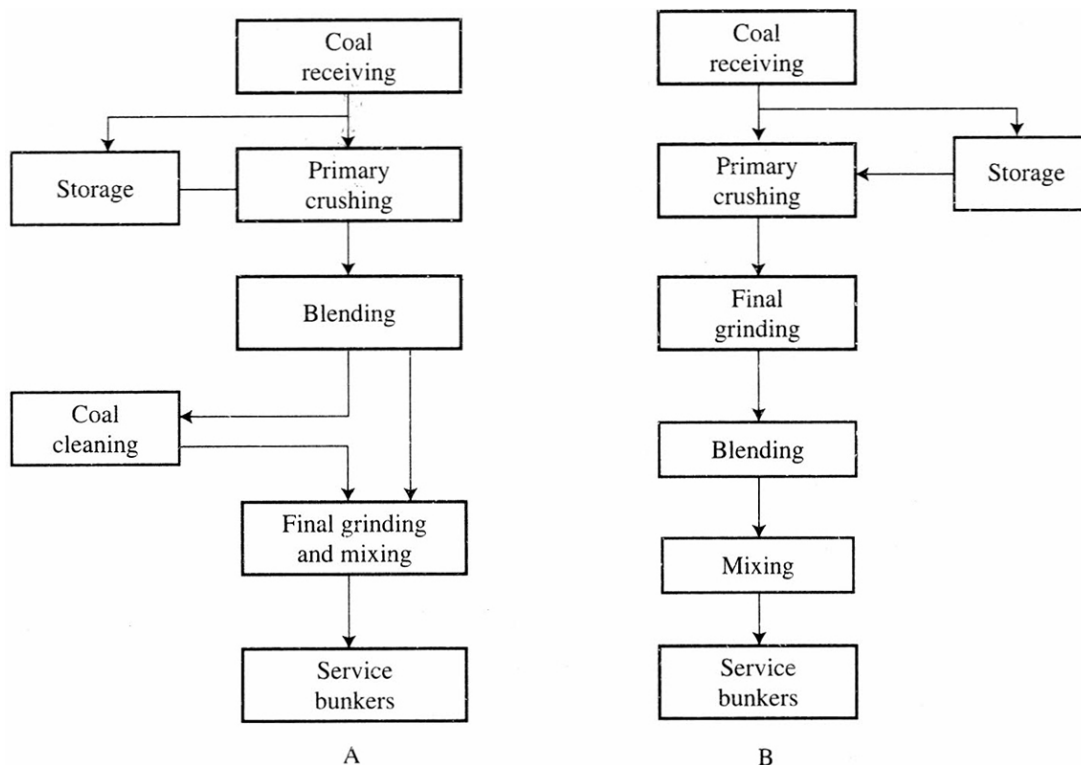 Coal
receiving
Storage
Primary
crushing
Blending
Coal
cleaning
Final grinding
and mixing
Service
bunkers
A
Coal
receiving
Primary
crushing
Storage
Final
grinding
Blending
Mixing
Service
bunkers
B